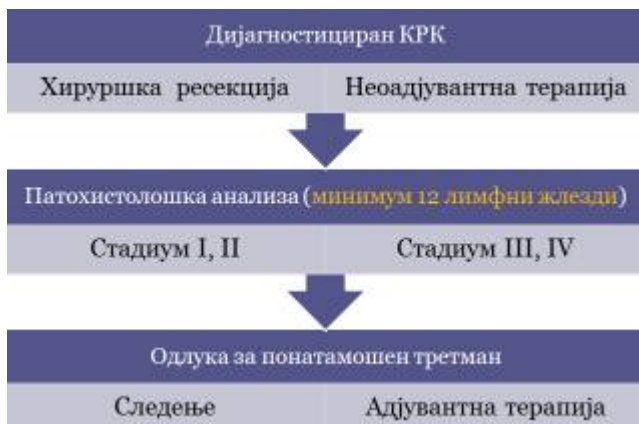 Дијагностициран КРК
Хируршка ресекција Неоадјувантна терапија
Патохистолошка анализа (минимум 12 лимфни жлезди)
Стадиум I, II Стадиум III, IV
Одлука за понатамошен третман
Следење Адјувантна терапија